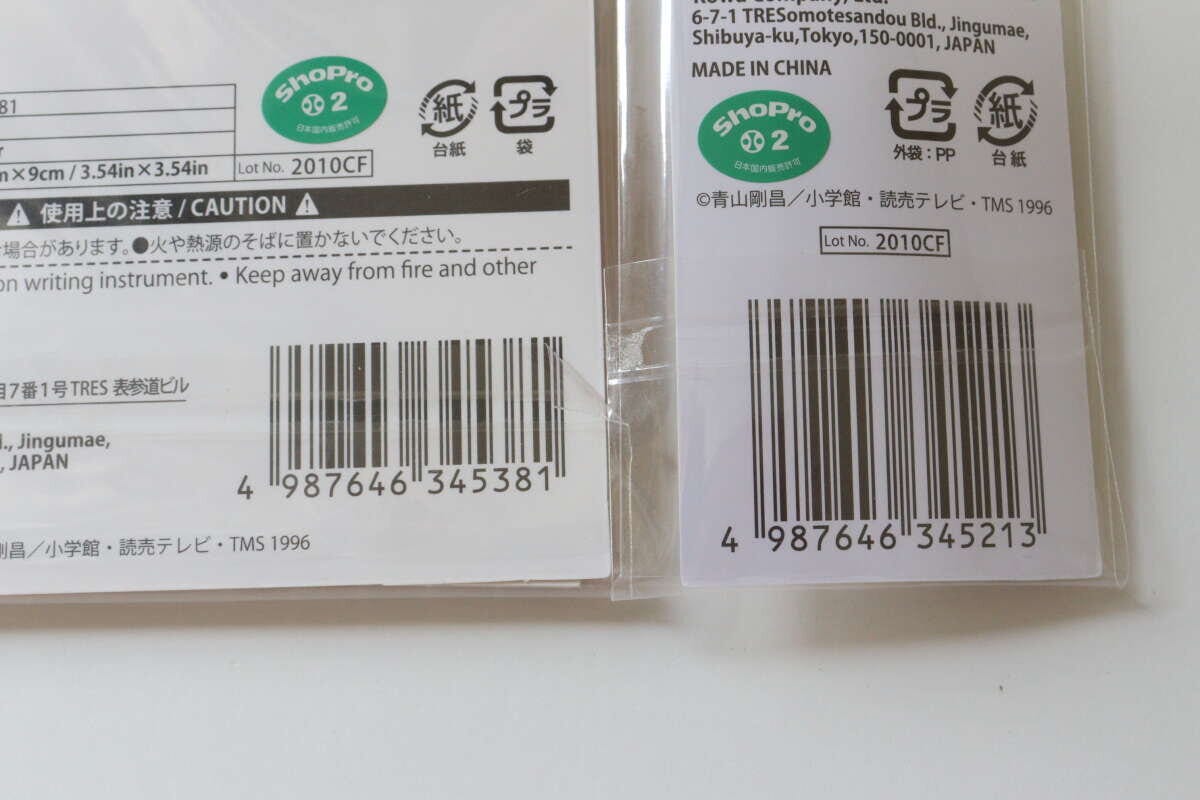 81
ShoPro
2
日本国内販売許可
紙
台紙
プラ
袋
r
m×9cm / 3.54in×3.54in
Lot No. 2010CF
使用上の注意 / CAUTION
場合があります。●火や熱源のそばに置かないでください。
on writing instrument. • Keep away from fire and other
目7番1号TRES 表参道ビル
Jingumae,
, JAPAN
4 987646 345381
剛昌／小学館・読売テレビ・TMS 1996
Kowa Company, Ltd.
6-7-1 TRESomotesandou Bld., Jingumae,
Shibuya-ku,Tokyo,150-0001, JAPAN
MADE IN CHINA
ShoPro
2
日本国内販売許可
プラ
外袋：PP
紙
台紙
©青山剛昌／小学館・読売テレビ・TMS 1996
Lot No. 2010CF
4 987646 345213